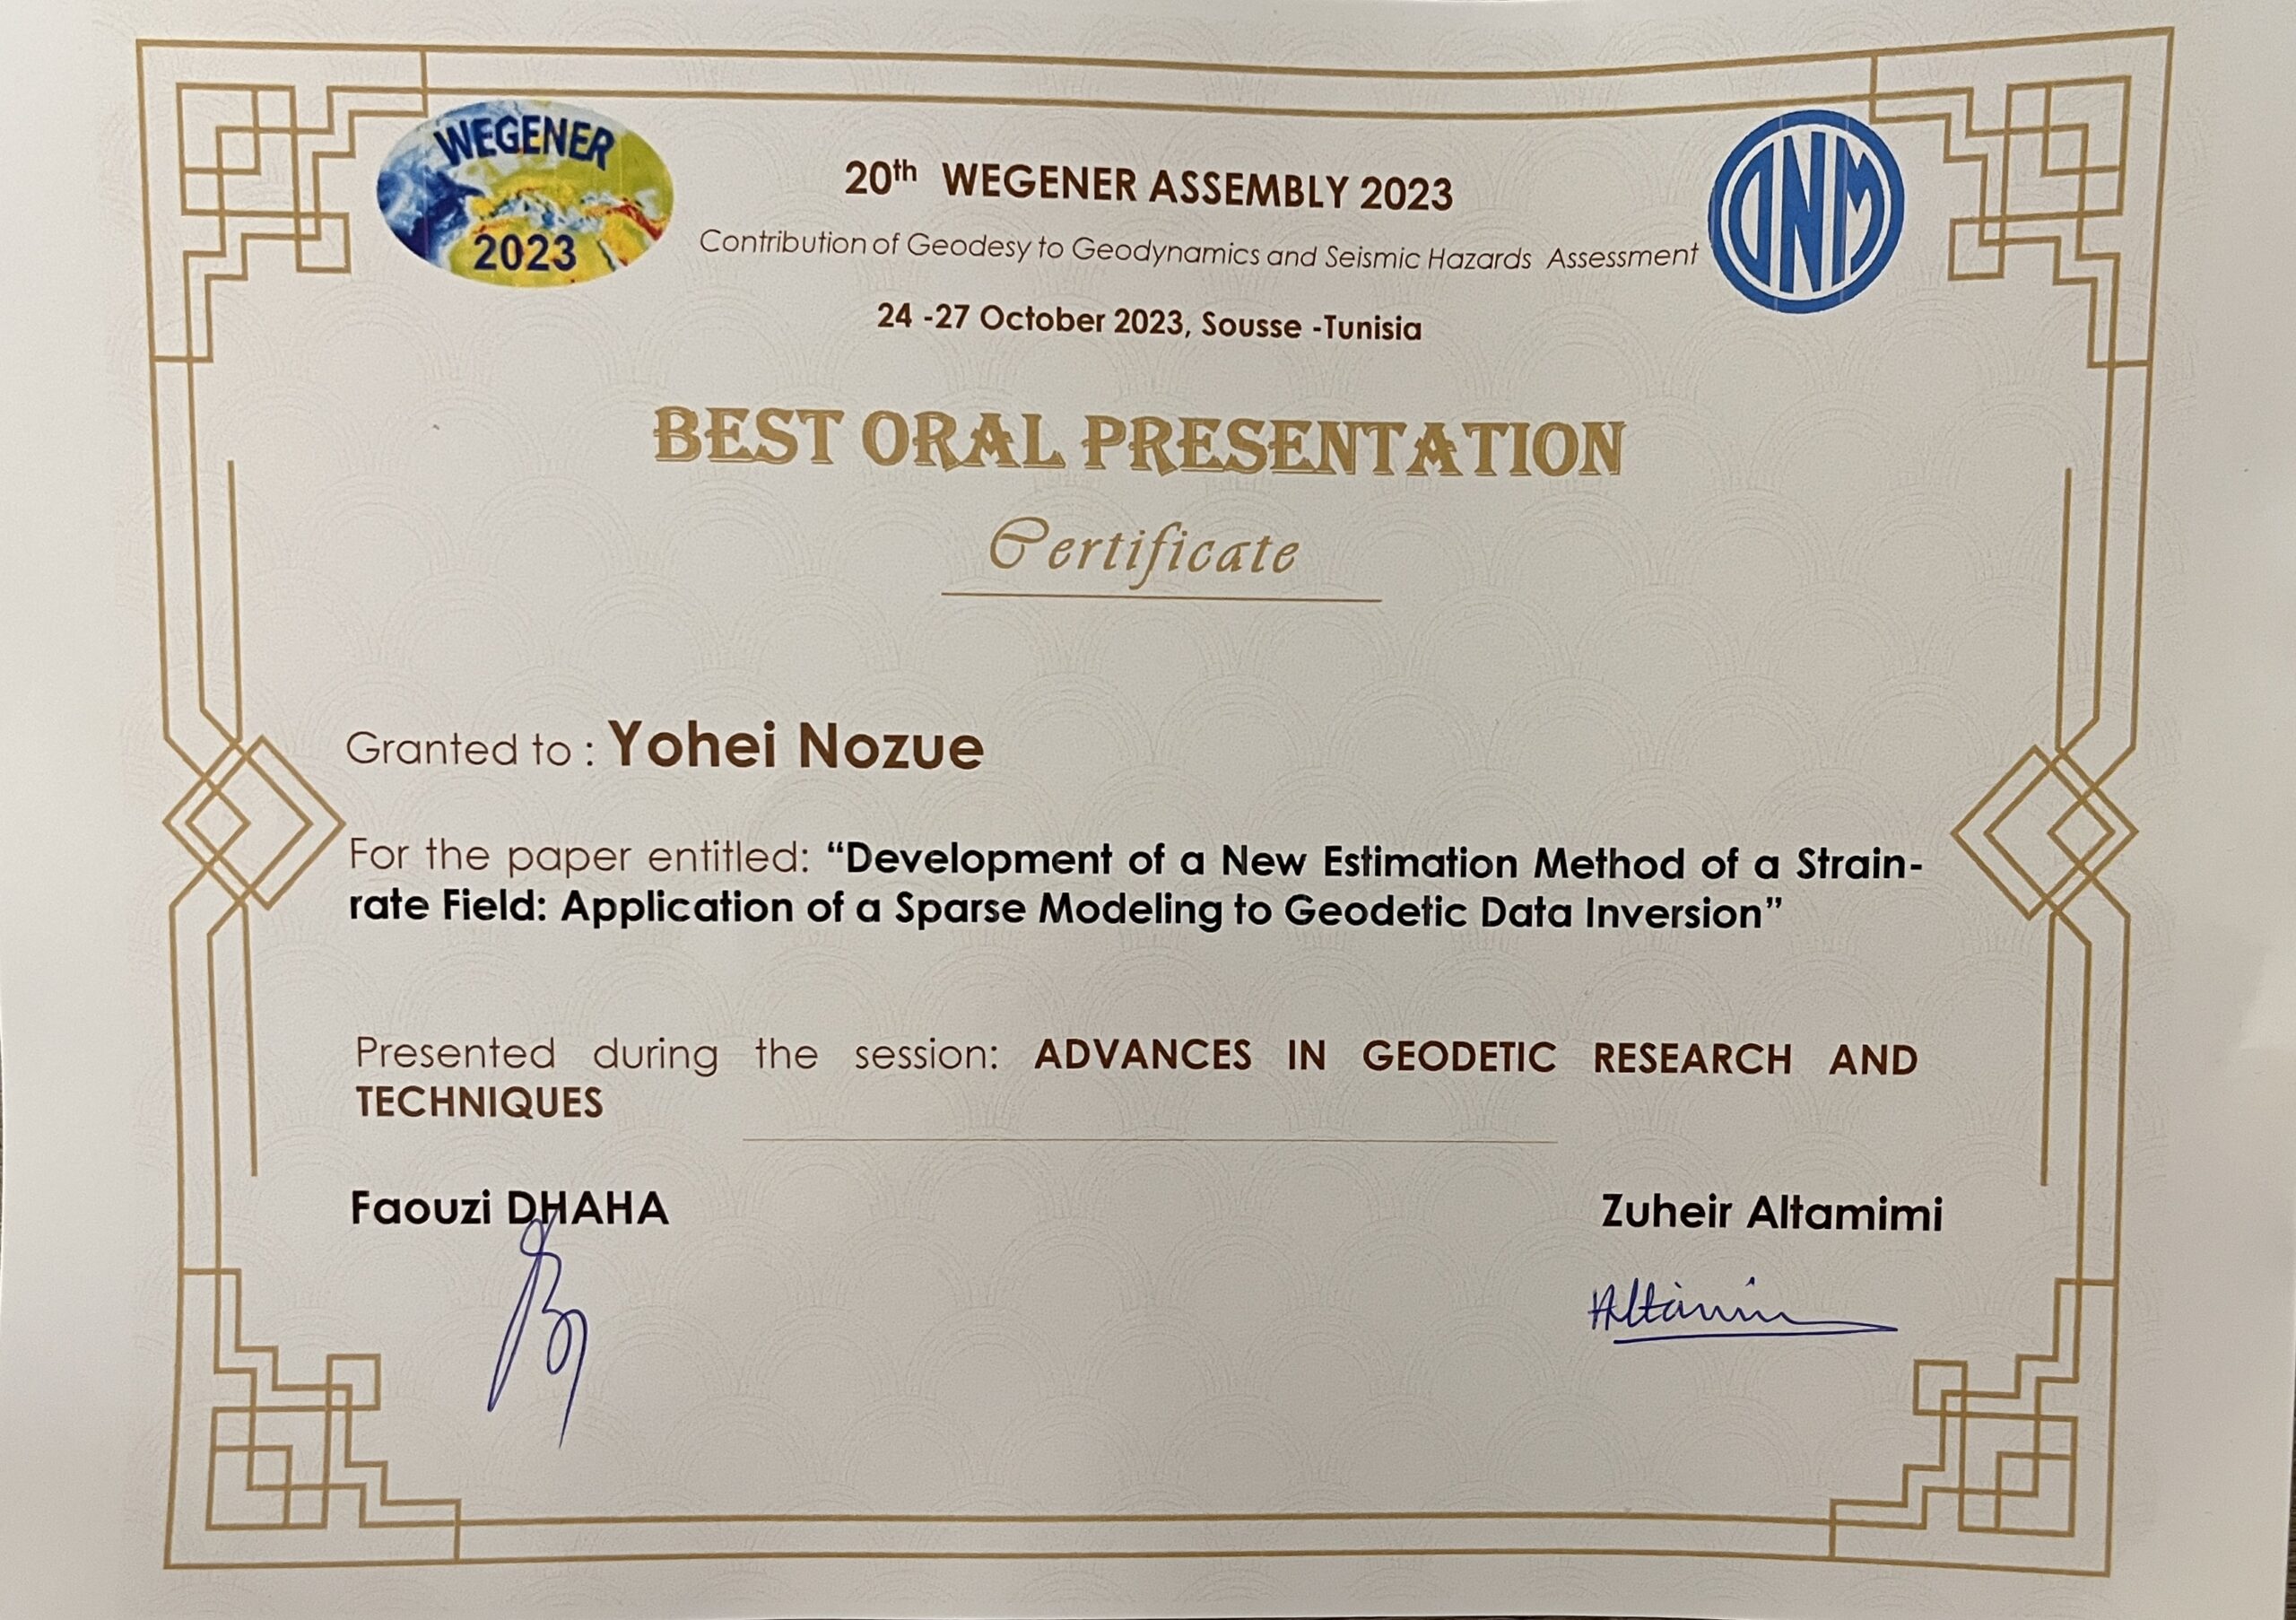 WEGENER
2023
20th WEGENER ASSEMBLY 2023
Contribution of Geodesy to Geodynamics and Seismic Hazards Assessment
24 -27 October 2023, Sousse -Tunisia
ONM
BEST ORAL PRESENTATION
Certificate
Granted to : Yohei Nozue
For the paper entitled: “Development of a New Estimation Method of a Strain-
rate Field: Application of a Sparse Modeling to Geodetic Data Inversion”
Presented during the session: ADVANCES IN GEODETIC RESEARCH AND
TECHNIQUES
Faouzi DHAHA
Zuheir Altamimi
Altamimi